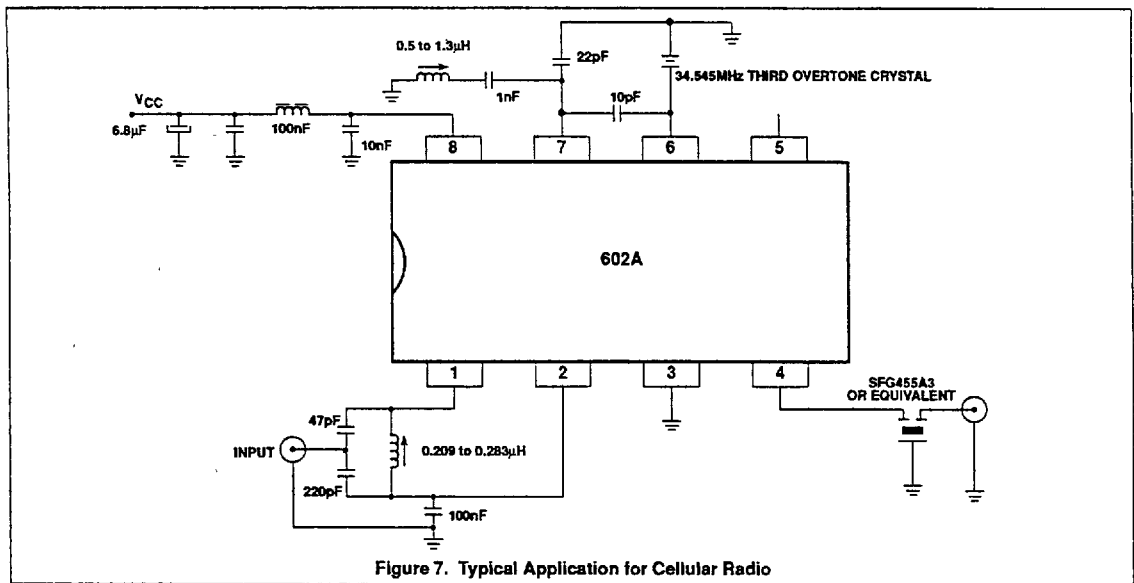 0.5 to 1.3µH
22pF
34.545MHz THIRD OVERTONE CRYSTAL
1nF
10pF
VCC
6.8µF
100nF
10nF
8
7
6
5
602A
1
2
3
4
SFG455A3
OR EQUIVALENT
47pF
INPUT
0.209 to 0.283µH
220pF
100nF
Figure 7. Typical Application for Cellular Radio